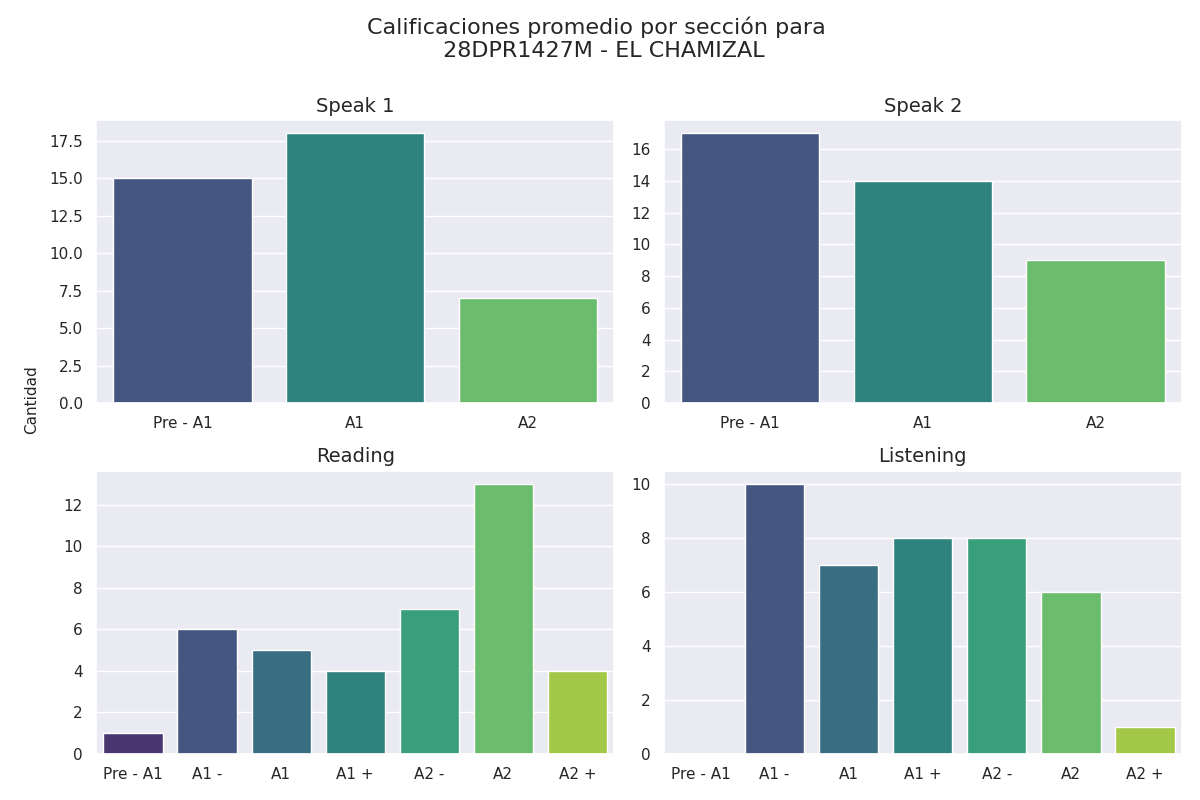 Calificaciones promedio por sección para
28DPR1427M - EL CHAMIZAL
Speak 1
17.5
15.0
12.5
10.0
7.5
5.0
2.5
0.0
Pre - A1 A1 A2
Speak 2
16
14
12
10
8
6
4
2
0
Pre - A1 A1 A2
Cantidad
Reading
12
10
8
6
4
2
0
Pre - A1 A1 - A1 A1 + A2 - A2 A2 +
Listening
10
8
6
4
2
0
Pre - A1 A1 - A1 A1 + A2 - A2 A2 +